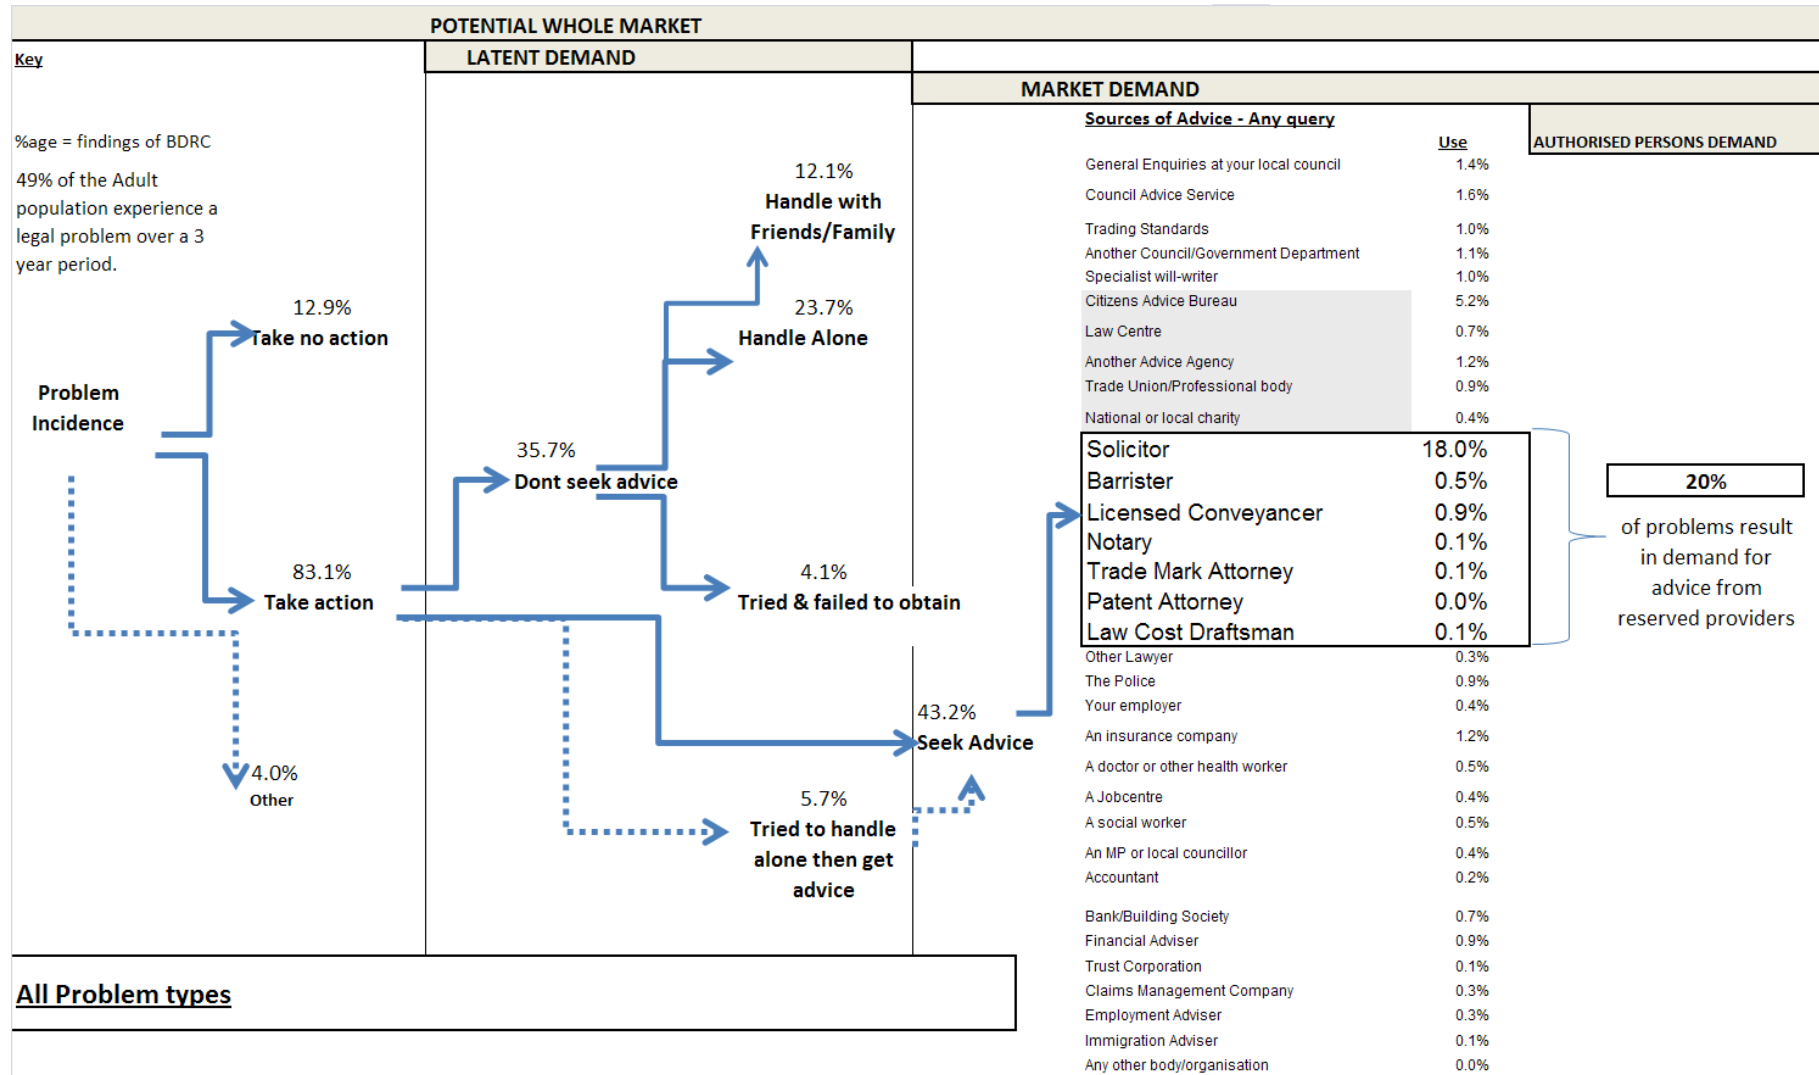 POTENTIAL WHOLE MARKET
Key
LATENT DEMAND
MARKET DEMAND
%age = findings of BDRC
49% of the Adult
population experience a
legal problem over a 3
year period.
12.9%
Take no action
Problem
Incidence
83.1%
Take action
4.0%
Other
12.1%
Handle with
Friends/Family
23.7%
Handle Alone
35.7%
Dont seek advice
4.1%
Tried & failed to obtain
43.2%
Seek Advice
5.7%
Tried to handle
alone then get
advice
Sources of Advice - Any query
Use
AUTHORISED PERSONS DEMAND
General Enquiries at your local council 1.4%
Council Advice Service 1.6%
Trading Standards 1.0%
Another Council/Government Department 1.1%
Specialist will-writer 1.0%
Citizens Advice Bureau 5.2%
Law Centre 0.7%
Another Advice Agency 1.2%
Trade Union/Professional body 0.9%
National or local charity 0.4%
Solicitor 18.0%
Barrister 0.5%
Licensed Conveyancer 0.9%
Notary 0.1%
Trade Mark Attorney 0.1%
Patent Attorney 0.0%
Law Cost Draftsman 0.1%
Other Lawyer 0.3%
The Police 0.9%
Your employer 0.4%
An insurance company 1.2%
A doctor or other health worker 0.5%
A Jobcentre 0.4%
A social worker 0.5%
An MP or local councillor 0.4%
Accountant 0.2%
Bank/Building Society 0.7%
Financial Adviser 0.9%
Trust Corporation 0.1%
Claims Management Company 0.3%
Employment Adviser 0.3%
Immigration Adviser 0.1%
Any other body/organisation 0.0%
20%
of problems result
in demand for
advice from
reserved providers
All Problem types